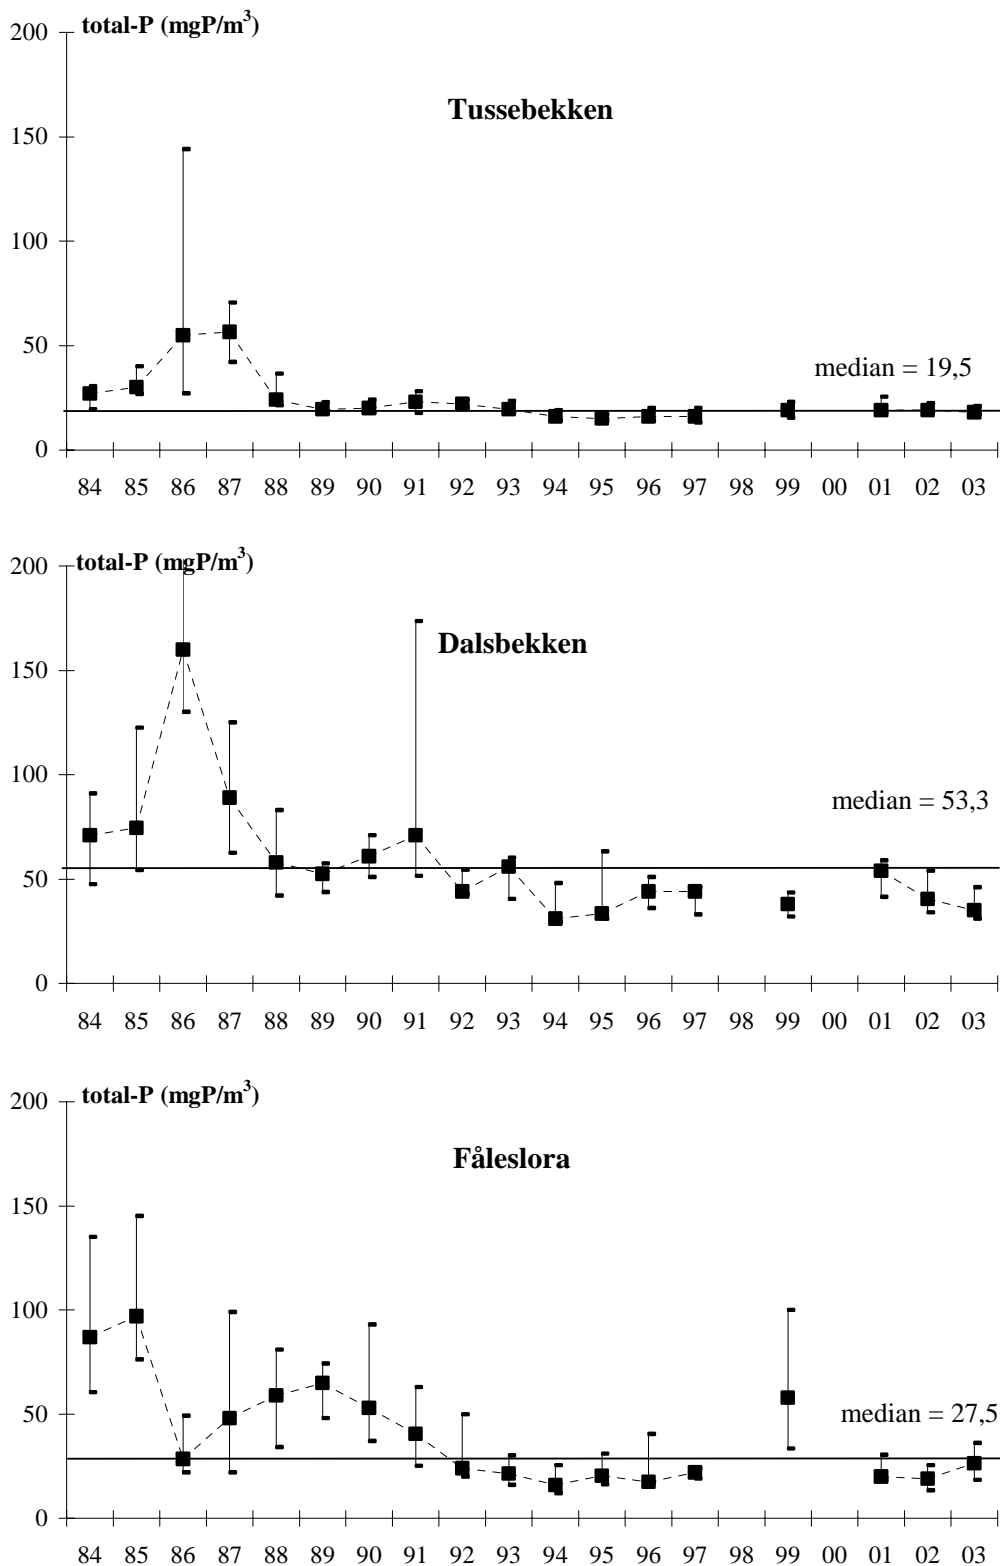 total-P (mgP/m³)
Tussebekken
200
150
100
50
0
median = 19,5
84 85 86 87 88 89 90 91 92 93 94 95 96 97 98 99 00 01 02 03
total-P (mgP/m³)
Dalsbekken
200
150
100
50
0
median = 53,3
84 85 86 87 88 89 90 91 92 93 94 95 96 97 98 99 00 01 02 03
total-P (mgP/m³)
Fåleslora
200
150
100
50
0
median = 27,5
84 85 86 87 88 89 90 91 92 93 94 95 96 97 98 99 00 01 02 03